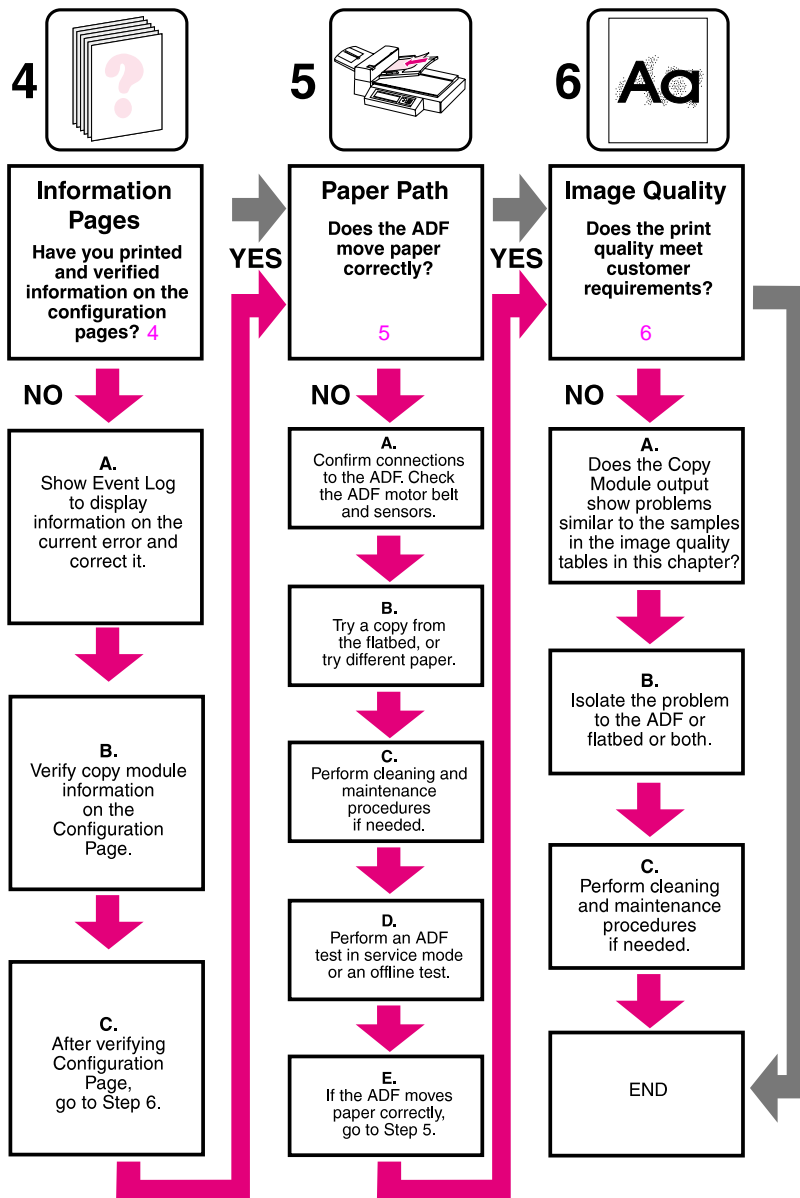 4
?
Information
Pages
Have you printed
and verified
information on the
configuration
pages? 4
YES
NO
A.
Show Event Log
to display
information on the
current error and
correct it.
B.
Verify copy module
information
on the
Configuration
Page.
C.
After verifying
Configuration
Page,
go to Step 6.
5
Paper Path
Does the ADF
move paper
correctly?
5
YES
NO
A.
Confirm connections
to the ADF. Check
the ADF motor belt
and sensors.
B.
Try a copy from
the flatbed, or
try different paper.
C.
Perform cleaning and
maintenance
procedures
if needed.
D.
Perform an ADF
test in service mode
or an offline test.
E.
If the ADF moves
paper correctly,
go to Step 5.
6
Aa
Image Quality
Does the print
quality meet
customer
requirements?
6
NO
A.
Does the Copy
Module output
show problems
similar to the samples
in the image quality
tables in this chapter?
B.
Isolate the problem
to the ADF or
flatbed or both.
C.
Perform cleaning
and maintenance
procedures
if needed.
END